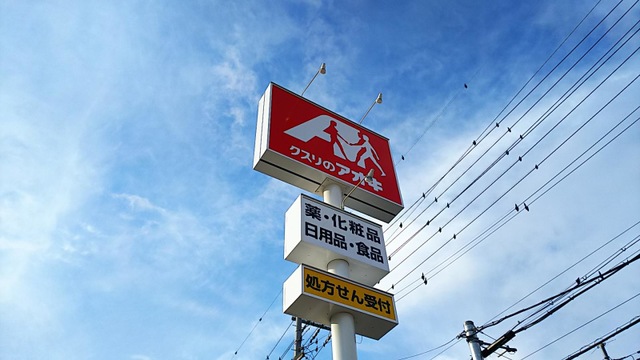 クスリのアオキ
薬・化粧品
日用品・食品
処方せん受付